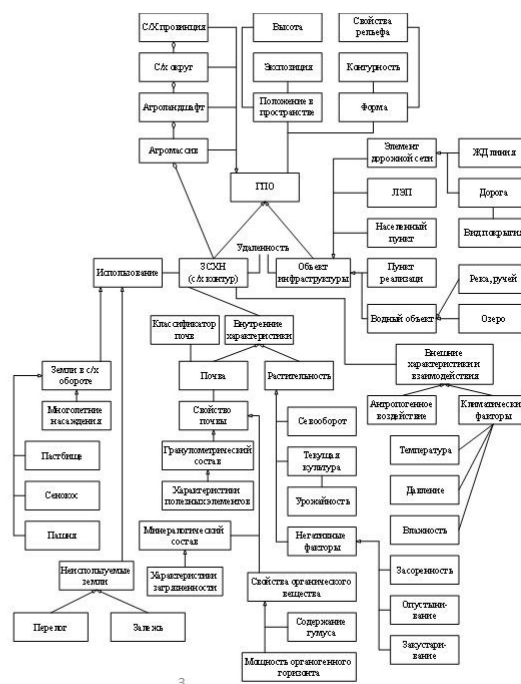 С/Х провинция
Высота
Свойства
рельефа
С/х округ
Экспозиция
Контурность
Агроландшафт
Положение в
пространстве
Форма
Агромассив
Элемент
дорожной сети
ЖД линия
ГПО
ЛЭП
Дорога
Населенный
пункт
Вид покрытия
Удаленность
Использование
ЗСХН
(с/х контур)
Объект
инфраструктуры
Пункт
реализаци
Река, ручей
Водный объект
Озеро
Классификатор
почв
Внутренние
характеристики
Внешние
характеристики и
взаимодействия
Земли в с/х
обороте
Почва
Растительность
Антропогенное
воздействие
Климатические
факторы
Многолетние
насаждения
Свойство
почвы
Севооборот
Температура
Пастбище
Гранулометрический
состав
Текущая
культура
Давление
Сенокос
Характеристики
полезных элементов
Урожайность
Влажность
Пашня
Минералогический
состав
Негативные
факторы
Неиспользуемые
земли
Характеристики
загрязненности
Свойства органического
вещества
Засоренность
Перелог
Залежь
Содержание
гумуса
Опустыни-
вание
Мощность органогенного
горизонта
Закустари-
вание
3